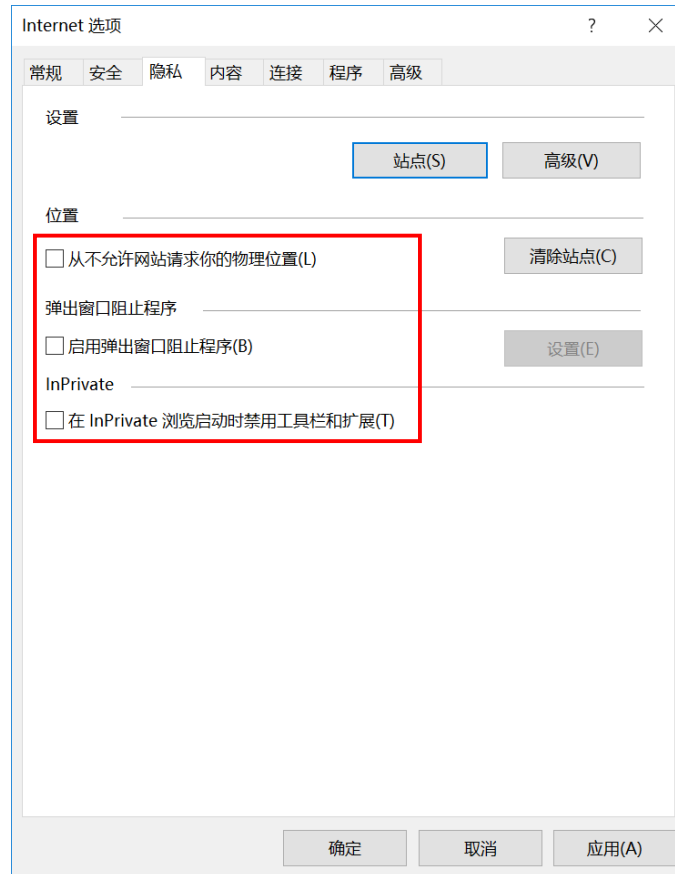 Internet 选项 ?
常规 安全 隐私 内容 连接 程序 高级
设置
站点(S) 高级(V)
位置
从不允许网站请求你的物理位置(L) 清除站点(C)
弹出窗口阻止程序
启用弹出窗口阻止程序(B) 设置(E)
InPrivate
在 InPrivate 浏览启动时禁用工具栏和扩展(T)
确定 取消 应用(A)